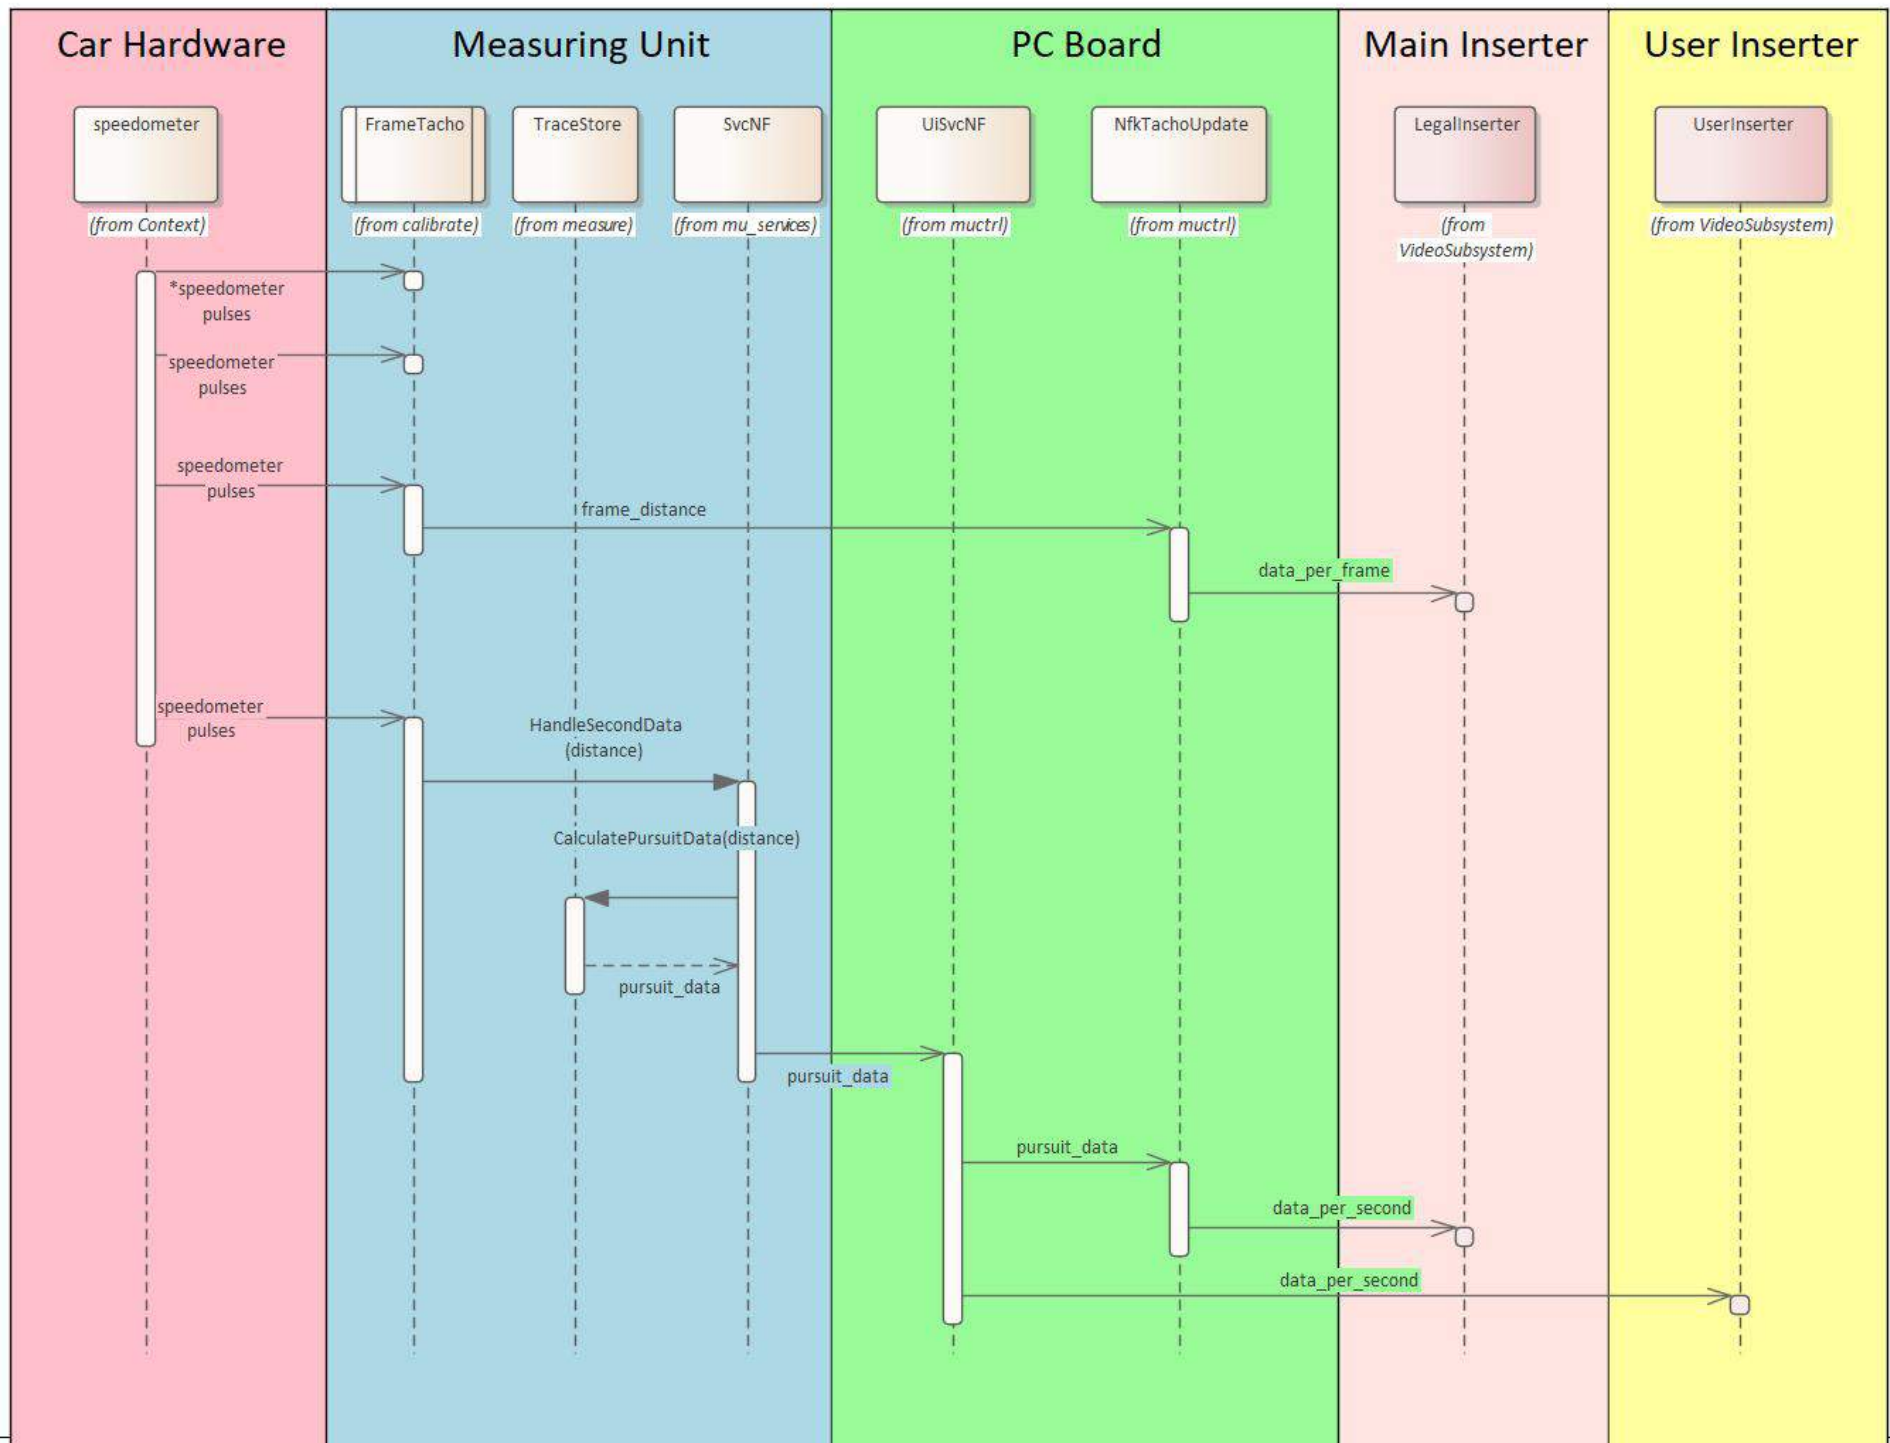 Car Hardware
Measuring Unit
PC Board
Main Inserter
User Inserter
speedometer
FrameTacho
TraceStore
SvcNF
UiSvcNF
NfkTachoUpdate
LegalInserter
UserInserter
(from Context)
(from calibrate)
(from measure)
(from mu_services)
(from muctrl)
(from muctrl)
(from
VideoSubsystem)
(from VideoSubsystem)
*speedometer
pulses
speedometer
pulses
speedometer
pulses
frame_distance
data_per_frame
speedometer
pulses
HandleSecondData
(distance)
CalculatePursuitData(distance)
pursuit_data
pursuit_data
pursuit_data
data_per_second
data_per_second